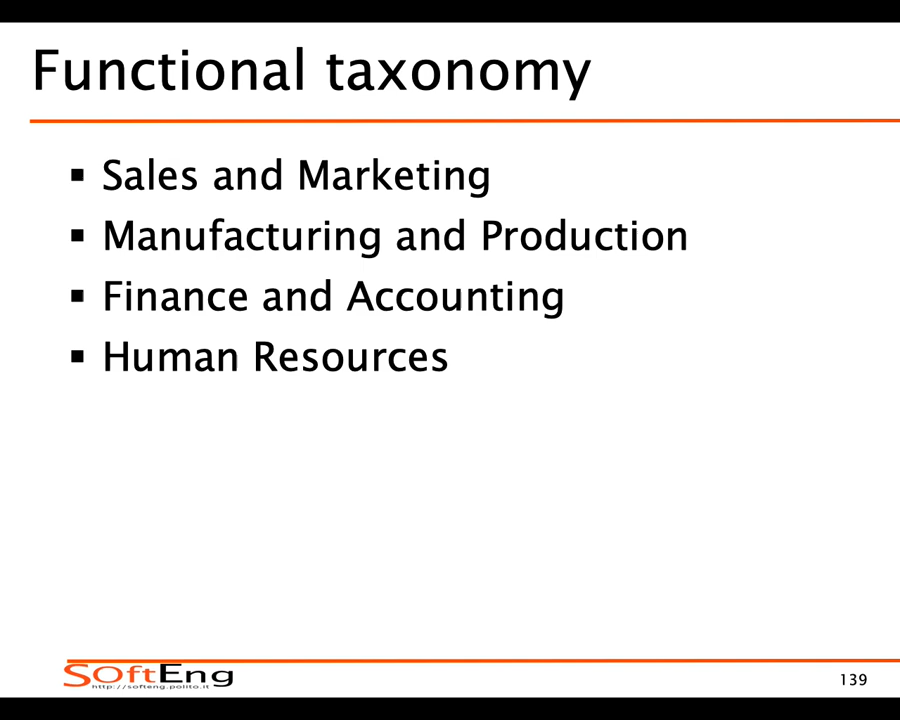 Functional taxonomy
▪ Sales and Marketing
▪ Manufacturing and Production
▪ Finance and Accounting
▪ Human Resources
SOftEng
http://softeng.polito.it
139